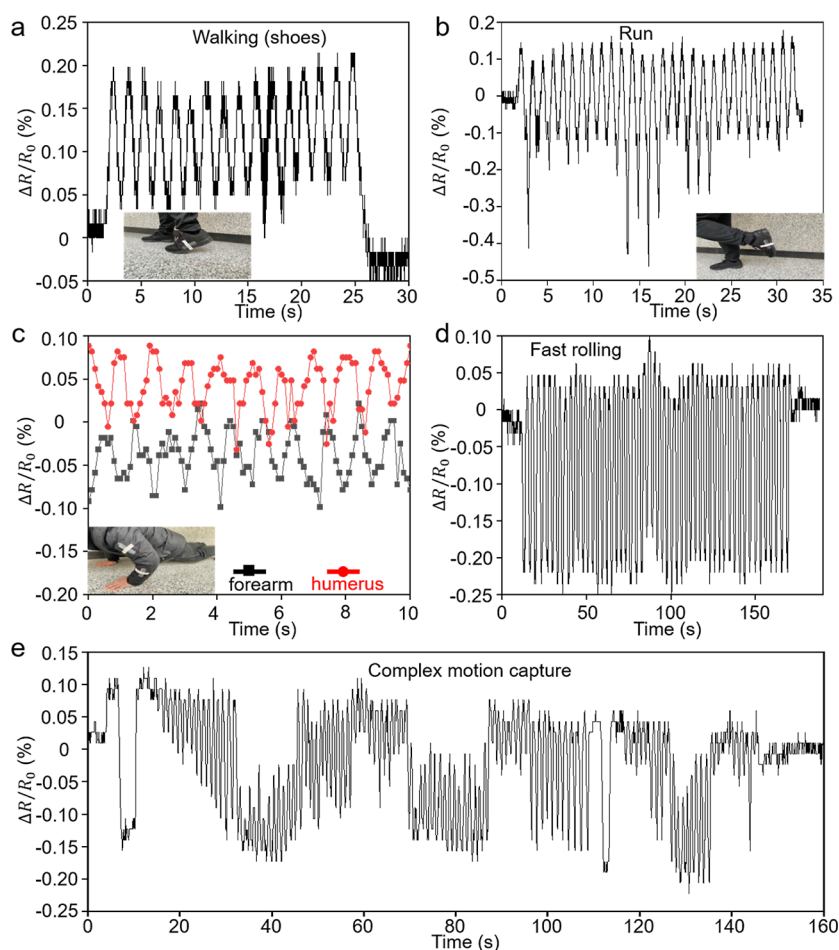 a
Walking (shoes)
ΔR/R₀ (%)
0.25
0.20
0.15
0.10
0.05
0
-0.05
0 5 10 15 20 25 30
Time (s)
b
Run
ΔR/R₀ (%)
0.2
0.1
0
-0.1
-0.2
-0.3
-0.4
-0.5
0 5 10 15 20 25 30 35
Time (s)
c
ΔR/R₀ (%)
0.10
0.05
0
-0.05
-0.10
-0.15
-0.20
forearm humerus
0 2 4 6 8 10
Time (s)
d
Fast rolling
ΔR/R₀ (%)
0.10
0.05
0
-0.05
-0.10
-0.15
-0.20
-0.25
0 50 100 150
Time (s)
e
Complex motion capture
ΔR/R₀ (%)
0.15
0.10
0.05
0
-0.05
-0.10
-0.15
-0.20
-0.25
0 20 40 60 80 100 120 140 160
Time (s)